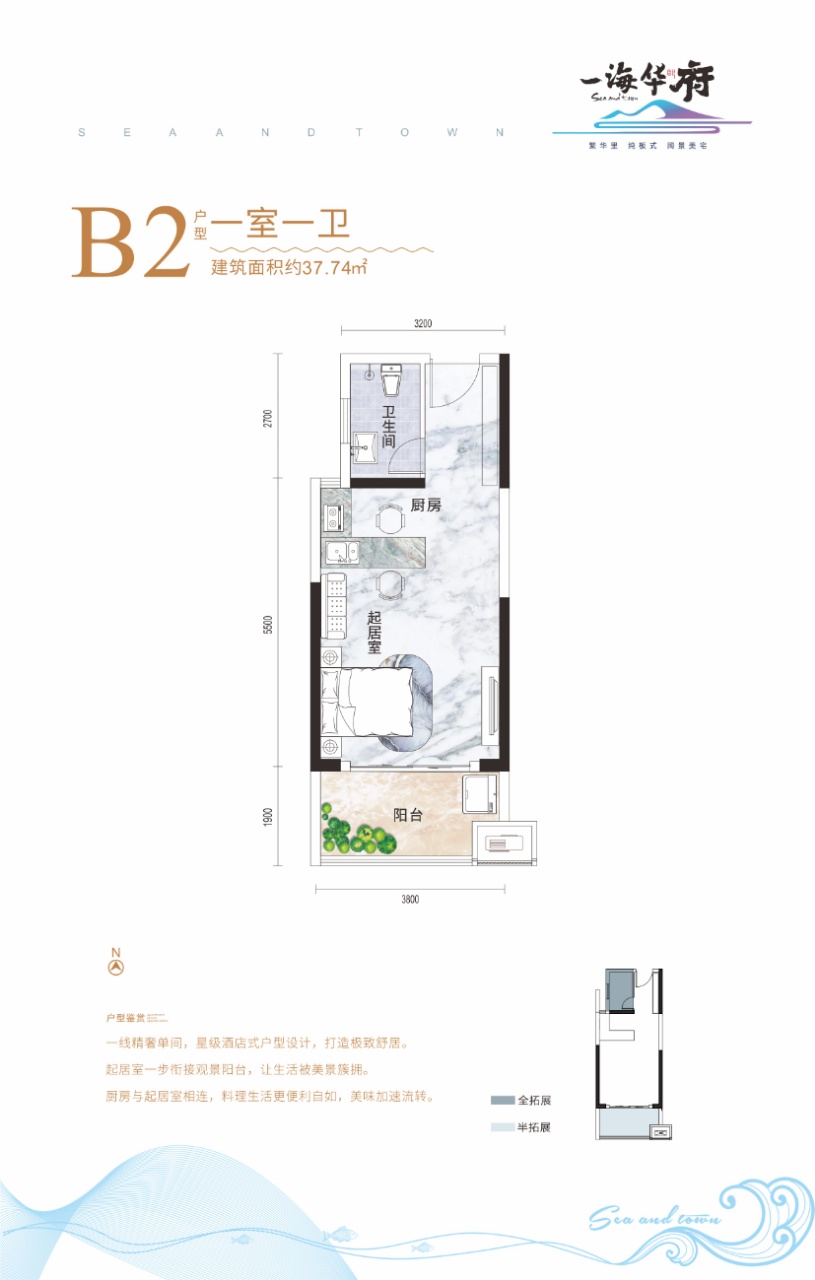 一海华府
Sea and town
繁华里 纯板式 阔景美宅
SEA AND TOWN
B2户型
一室一卫
建筑面积约37.74㎡
3200
2700
卫生间
厨房
5500
起居室
1900
阳台
3800
N
户型鉴赏
一线精奢单间，星级酒店式户型设计，打造极致舒居。
起居室一步衔接观景阳台，让生活被美景簇拥。
厨房与起居室相连，料理生活更便利自如，美味加速流转。
全拓展
半拓展
Sea and town